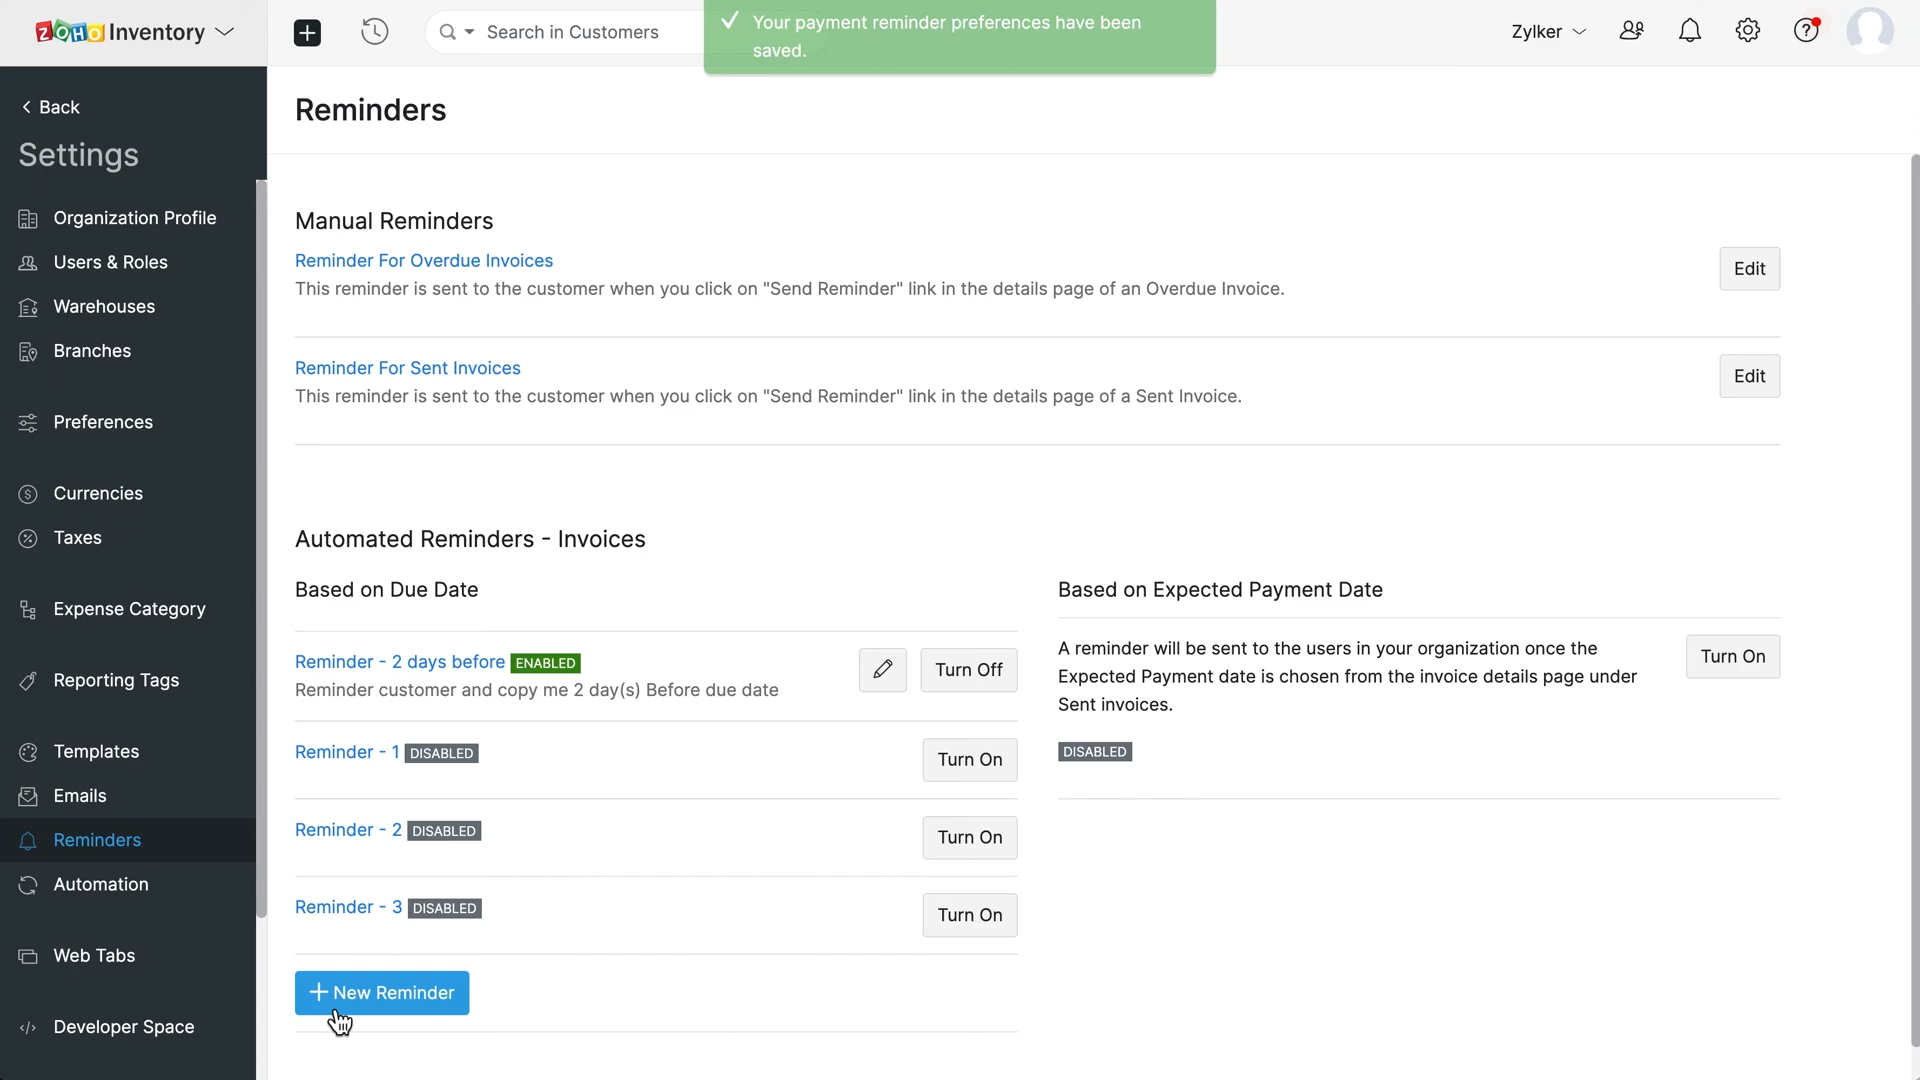 ZOHO Inventory
Search in Customers
Your payment reminder preferences have been
saved.
Zylker
Back
Settings
Organization Profile
Users & Roles
Warehouses
Branches
Preferences
Currencies
Taxes
Expense Category
Reporting Tags
Templates
Emails
Reminders
Automation
Web Tabs
Developer Space
Reminders
Manual Reminders
Reminder For Overdue Invoices
This reminder is sent to the customer when you click on "Send Reminder" link in the details page of an Overdue Invoice.
Edit
Reminder For Sent Invoices
This reminder is sent to the customer when you click on "Send Reminder" link in the details page of a Sent Invoice.
Edit
Automated Reminders - Invoices
Based on Due Date
Reminder - 2 days before ENABLED
Reminder customer and copy me 2 day(s) Before due date
Turn Off
Reminder - 1 DISABLED
Turn On
Reminder - 2 DISABLED
Turn On
Reminder - 3 DISABLED
Turn On
+ New Reminder
Based on Expected Payment Date
A reminder will be sent to the users in your organization once the
Expected Payment date is chosen from the invoice details page under
Sent invoices.
Turn On
DISABLED